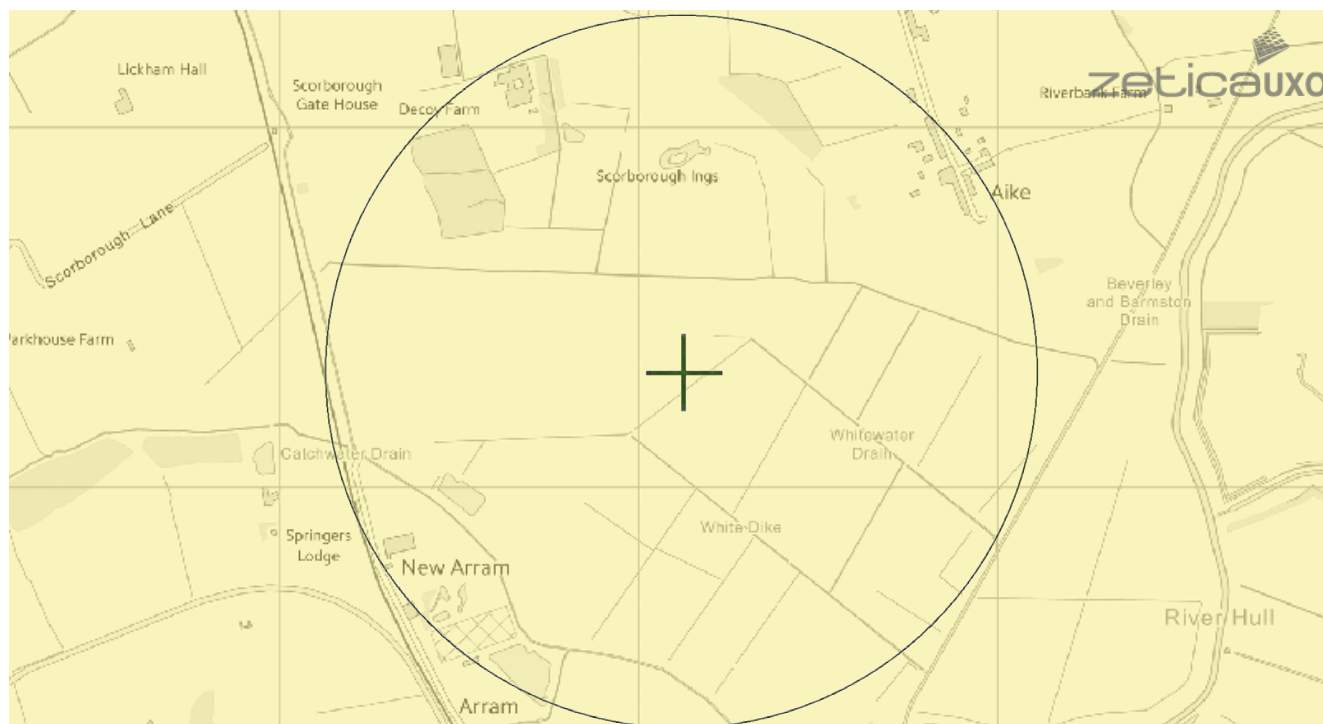 Lickham Hall
Scorborough
Gate House
Decoy Farm
zeticauxo
Riverbank Farm
Scorborough Ings
Aike
Scorborough Lane
Beverley
and Barmston
Drain
arkhouse Farm
Catchwater Drain
Whitewater
Drain
White Dike
Springers
Lodge
New Arram
River Hull
Arram